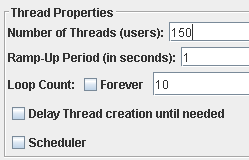 Thread Properties
Number of Threads (users): 150
Ramp-Up Period (in seconds): 1
Loop Count: Forever 10
Delay Thread creation until needed
Scheduler